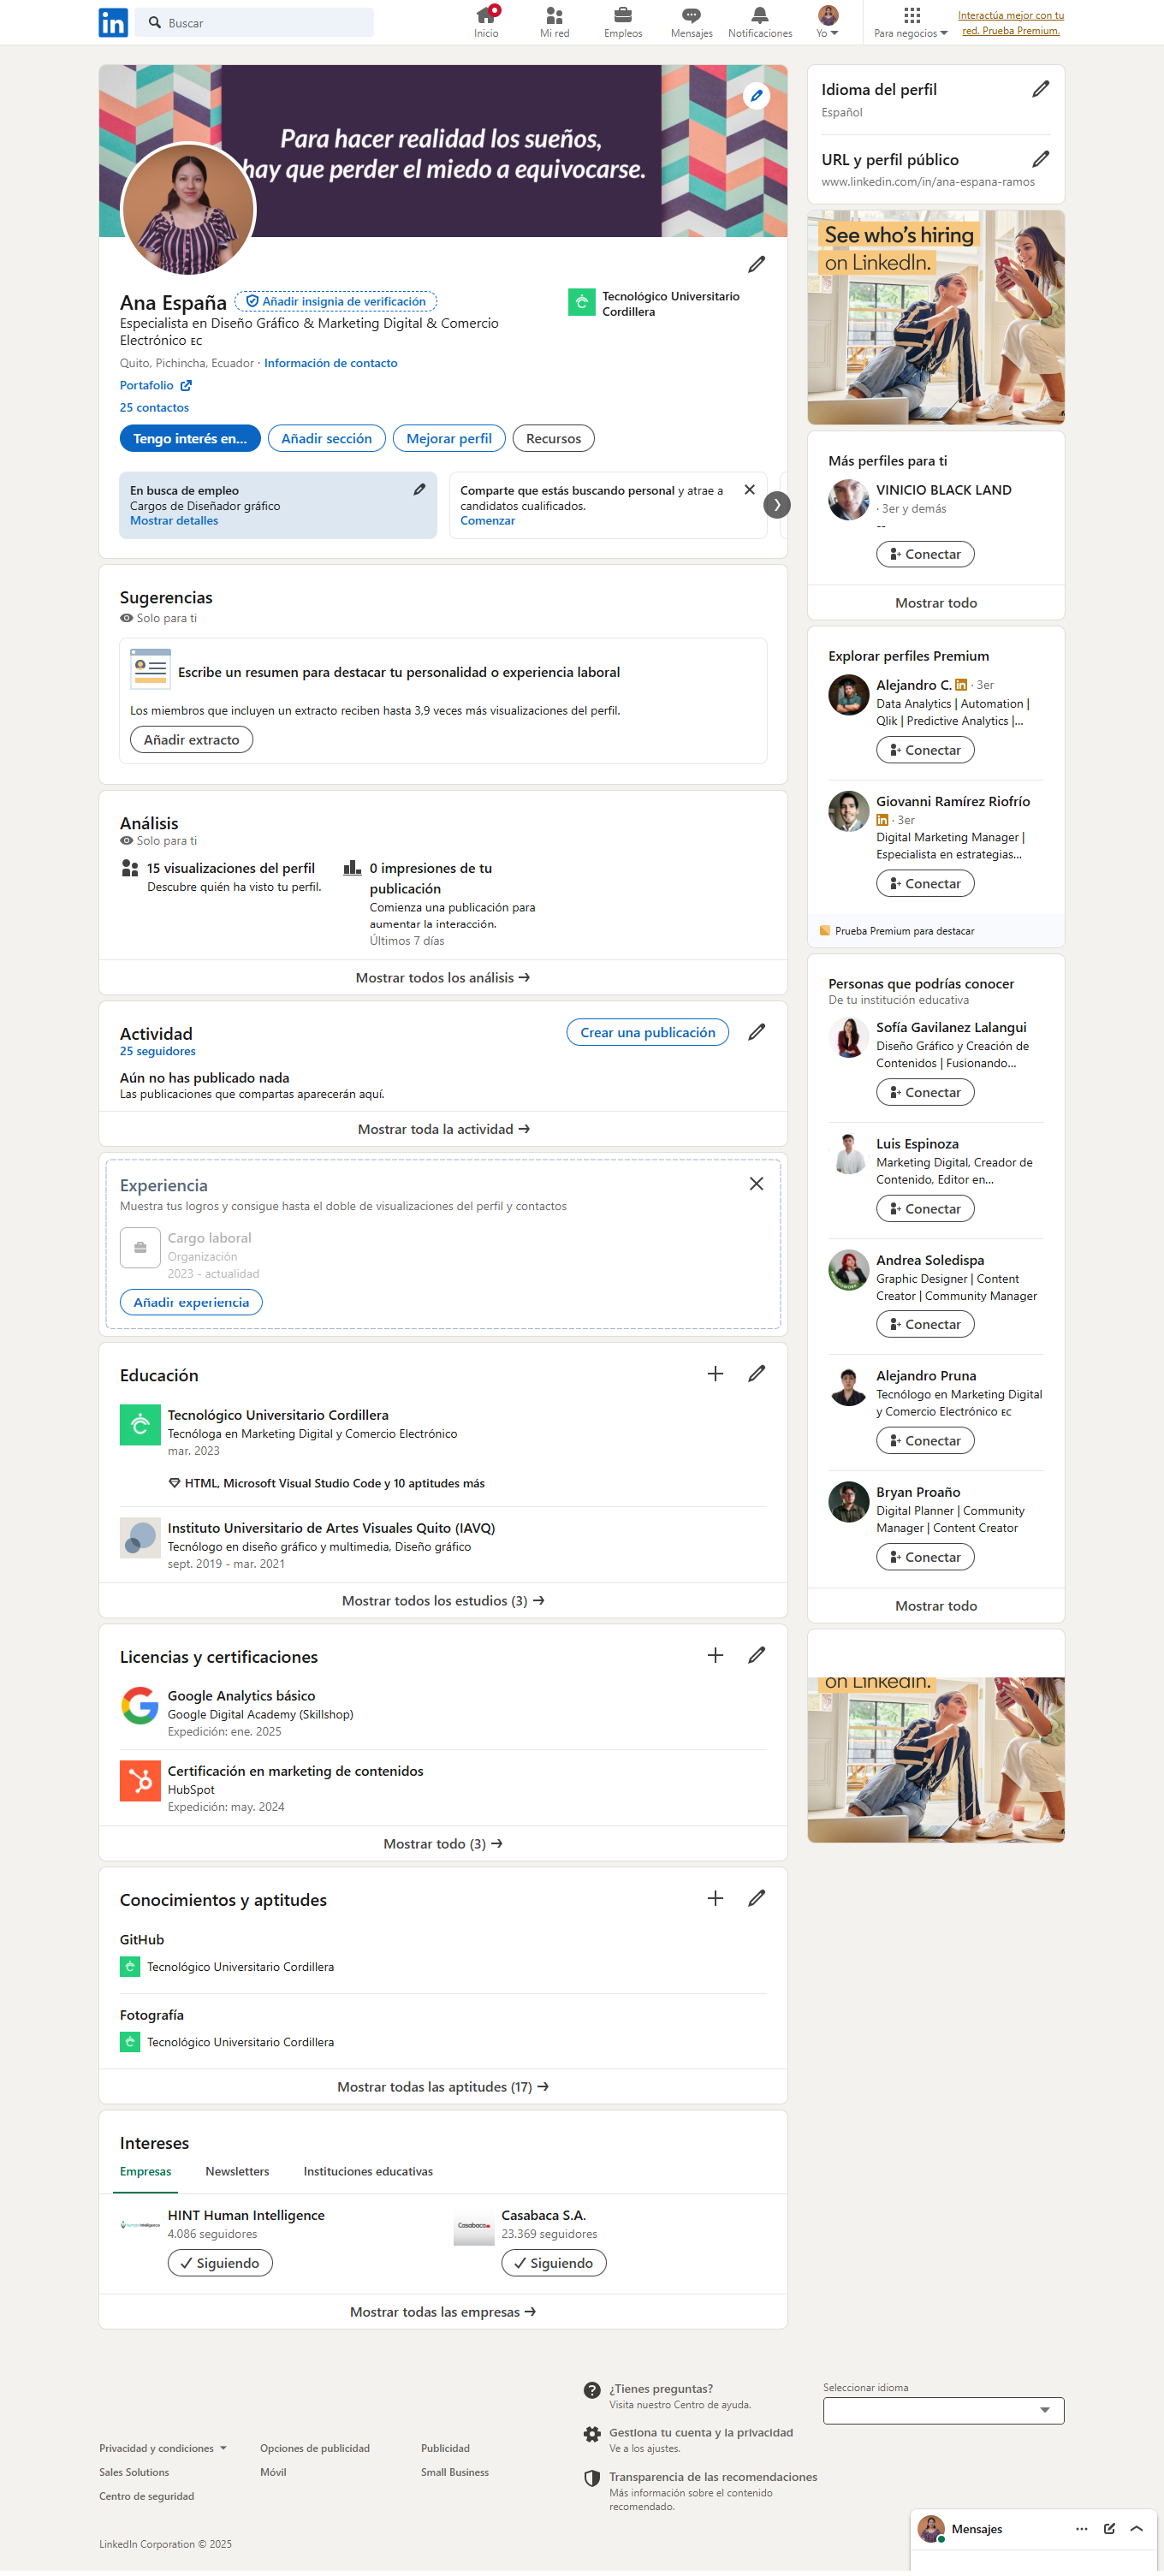 in
Buscar
Inicio
Mi red
Empleos
Mensajes
Notificaciones
Yo
Para negocios
Interactúa mejor con tu
red. Prueba Premium.
Para hacer realidad los sueños,
hay que perder el miedo a equivocarse.
Ana España
Añadir insignia de verificación
Especialista en Diseño Gráfico & Marketing Digital & Comercio
Electrónico EC
Quito, Pichincha, Ecuador · Información de contacto
Portafolio
25 contactos
Tecnológico Universitario
Cordillera
Tengo interés en...
Añadir sección
Mejorar perfil
Recursos
En busca de empleo
Cargos de Diseñador gráfico
Mostrar detalles
Comparte que estás buscando personal y atrae a
candidatos cualificados.
Comenzar
Sugerencias
Solo para ti
Escribe un resumen para destacar tu personalidad o experiencia laboral
Los miembros que incluyen un extracto reciben hasta 3,9 veces más visualizaciones del perfil.
Añadir extracto
Análisis
Solo para ti
15 visualizaciones del perfil
Descubre quién ha visto tu perfil.
0 impresiones de tu
publicación
Comienza una publicación para
aumentar la interacción.
Últimos 7 días
Mostrar todos los análisis →
Actividad
25 seguidores
Crear una publicación
Aún no has publicado nada
Las publicaciones que compartas aparecerán aquí.
Mostrar toda la actividad →
Experiencia
Muestra tus logros y consigue hasta el doble de visualizaciones del perfil y contactos
Cargo laboral
Organización
2023 - actualidad
Añadir experiencia
Educación
Tecnológico Universitario Cordillera
Tecnóloga en Marketing Digital y Comercio Electrónico
mar. 2023
HTML, Microsoft Visual Studio Code y 10 aptitudes más
Instituto Universitario de Artes Visuales Quito (IAVQ)
Tecnólogo en diseño gráfico y multimedia, Diseño gráfico
sept. 2019 - mar. 2021
Mostrar todos los estudios (3) →
Licencias y certificaciones
Google Analytics básico
Google Digital Academy (Skillshop)
Expedición: ene. 2025
Certificación en marketing de contenidos
HubSpot
Expedición: may. 2024
Mostrar todo (3) →
Conocimientos y aptitudes
GitHub
Tecnológico Universitario Cordillera
Fotografía
Tecnológico Universitario Cordillera
Mostrar todas las aptitudes (17) →
Intereses
Empresas
Newsletters
Instituciones educativas
HINT Human Intelligence
4.086 seguidores
Siguiendo
Casabaca
Casabaca S.A.
23.369 seguidores
Siguiendo
Mostrar todas las empresas →
Idioma del perfil
Español
URL y perfil público
www.linkedin.com/in/ana-espana-ramos
See who's hiring
on LinkedIn.
Más perfiles para ti
VINICIO BLACK LAND
· 3er y demás
--
Conectar
Mostrar todo
Explorar perfiles Premium
Alejandro C. in · 3er
Data Analytics | Automation |
Qlik | Predictive Analytics |...
Conectar
Giovanni Ramírez Riofrío
in · 3er
Digital Marketing Manager |
Especialista en estrategias...
Conectar
Prueba Premium para destacar
Personas que podrías conocer
De tu institución educativa
Sofía Gavilanez Lalangui
Diseño Gráfico y Creación de
Contenidos | Fusionando...
Conectar
Luis Espinoza
Marketing Digital, Creador de
Contenido, Editor en...
Conectar
Andrea Soledispa
Graphic Designer | Content
Creator | Community Manager
Conectar
Alejandro Pruna
Tecnólogo en Marketing Digital
y Comercio Electrónico EC
Conectar
Bryan Proaño
Digital Planner | Community
Manager | Content Creator
Conectar
Mostrar todo
on LinkedIn.
¿Tienes preguntas?
Visita nuestro Centro de ayuda.
Gestiona tu cuenta y la privacidad
Ve a los ajustes.
Transparencia de las recomendaciones
Más información sobre el contenido
recomendado.
Seleccionar idioma
Privacidad y condiciones
Opciones de publicidad
Publicidad
Sales Solutions
Móvil
Small Business
Centro de seguridad
LinkedIn Corporation © 2025
Mensajes